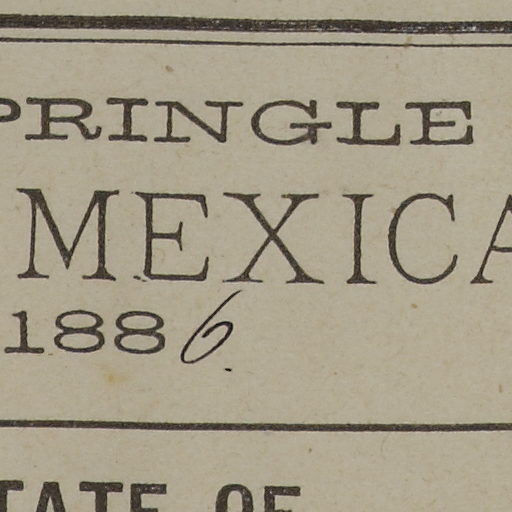 PRINGLE
MEXICA
1886.
TATE OF